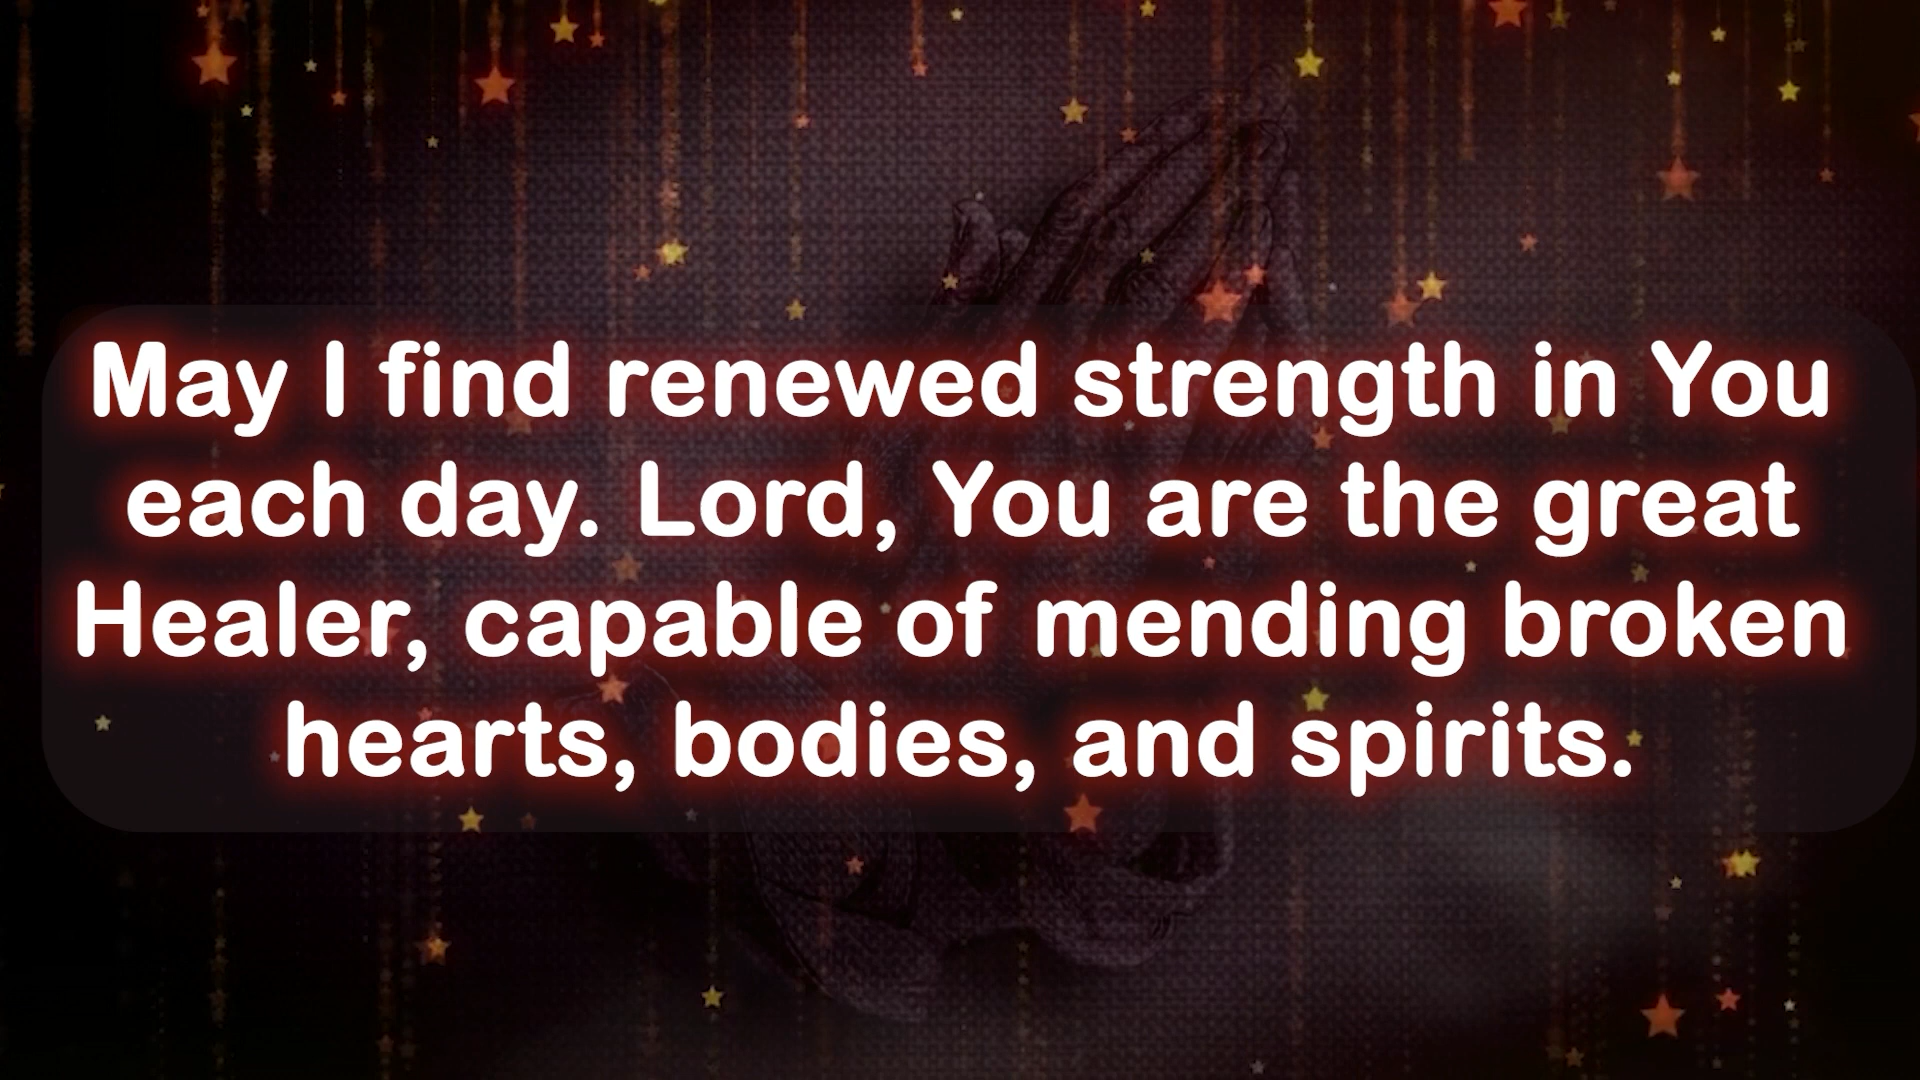 May I find renewed strength in You
each day. Lord, You are the great
Healer, capable of mending broken
hearts, bodies, and spirits.